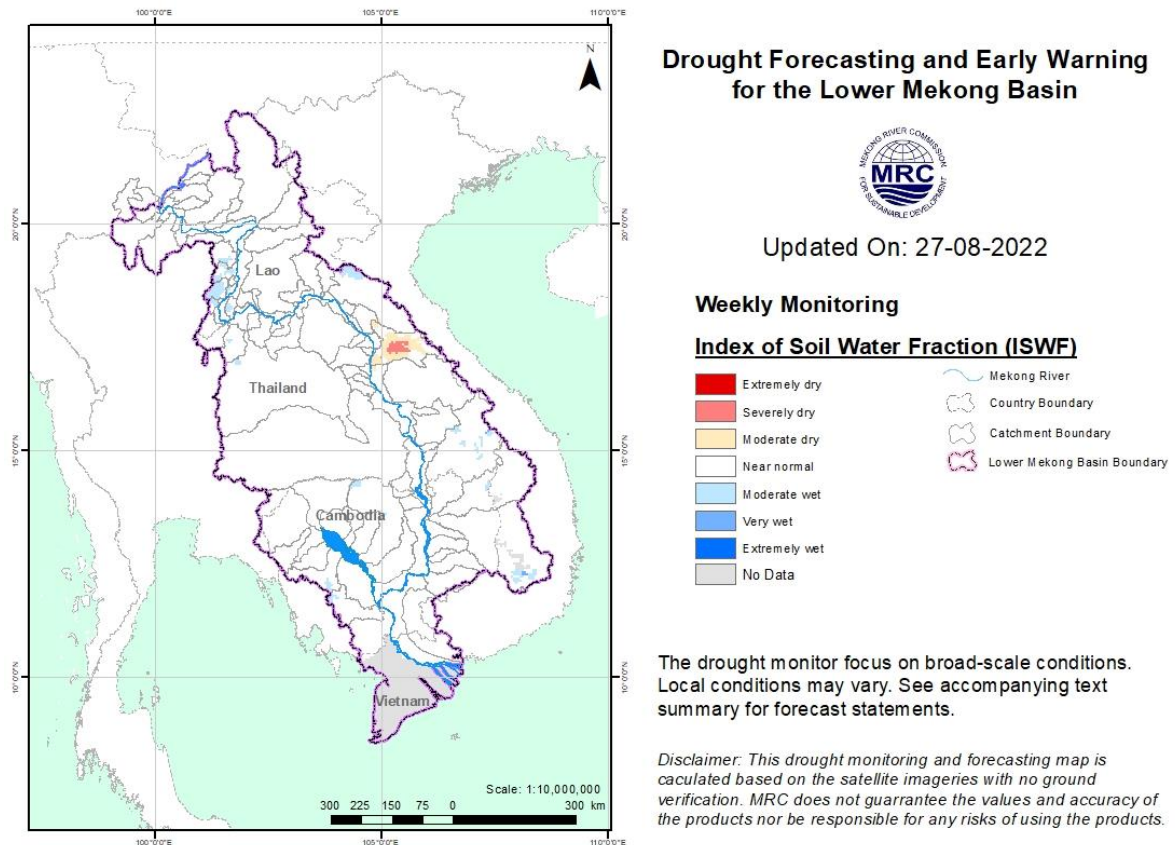 100°0'0"E 105°0'0"E 110°0'0"E
N
20°0'0"N
20°0'0"N
15°0'0"N
15°0'0"N
10°0'0"N
10°0'0"N
Lao
Thailand
Cambodia
Vietnam
Scale: 1:10,000,000
300 225 150 75 0 300 km
100°0'0"E 105°0'0"E 110°0'0"E
Drought Forecasting and Early Warning
for the Lower Mekong Basin
MEKONG RIVER COMMISSION
MRC
FOR SUSTAINABLE DEVELOPMENT
Updated On: 27-08-2022
Weekly Monitoring
Index of Soil Water Fraction (ISWF)
Extremely dry
Severely dry
Moderate dry
Near normal
Moderate wet
Very wet
Extremely wet
No Data
Mekong River
Country Boundary
Catchment Boundary
Lower Mekong Basin Boundary
The drought monitor focus on broad-scale conditions.
Local conditions may vary. See accompanying text
summary for forecast statements.
Disclaimer: This drought monitoring and forecasting map is
caculated based on the satellite imageries with no ground
verification. MRC does not guarrantee the values and accuracy of
the products nor be responsible for any risks of using the products.